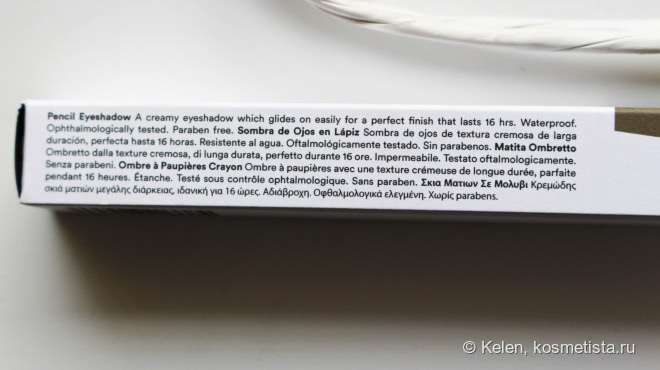 Pencil Eyeshadow A creamy eyeshadow which glides on easily for a perfect finish that lasts 16 hrs. Waterproof.
Ophthalmologically tested. Paraben free. Sombra de Ojos en Lápiz Sombra de ojos de textura cremosa de larga
duración, perfecta hasta 16 horas. Resistente al agua. Oftalmológicamente testado. Sin parabenos. Matita Ombretto
Ombretto dalla texture cremosa, di lunga durata, perfetto durante 16 ore. Impermeabile. Testato oftalmologicamente.
Senza parabeni. Ombre à Paupières Crayon Ombre à paupières avec une texture crémeuse de longue durée, parfaite
pendant 16 heures. Étanche. Testé sous contrôle ophtalmologique. Sans paraben. Σκια Ματιων Σε Μολυβι Κρεμώδης
σκιά ματιών μεγάλης διάρκειας, ιδανική για 16 ώρες. Αδιάβροχη. Οφθαλμολογικά ελεγμένη. Χωρίς parabens.
© Kelen, kosmetista.ru